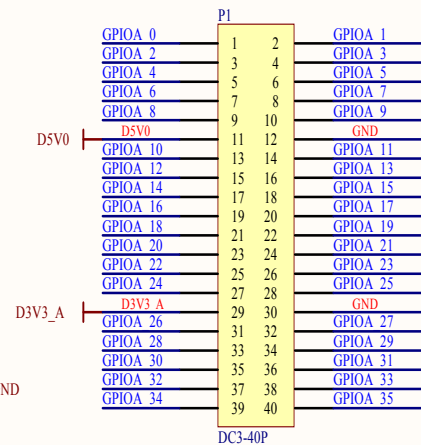 P1
GPIOA_0 1 2 GPIOA_1
GPIOA_2 3 4 GPIOA_3
GPIOA_4 5 6 GPIOA_5
GPIOA_6 7 8 GPIOA_7
GPIOA_8 9 10 GPIOA_9
D5V0 D5V0 11 12 GND
GPIOA_10 13 14 GPIOA_11
GPIOA_12 15 16 GPIOA_13
GPIOA_14 17 18 GPIOA_15
GPIOA_16 19 20 GPIOA_17
GPIOA_18 21 22 GPIOA_19
GPIOA_20 23 24 GPIOA_21
GPIOA_22 25 26 GPIOA_23
GPIOA_24 27 28 GPIOA_25
D3V3_A D3V3_A 29 30 GND
GPIOA_26 31 32 GPIOA_27
GPIOA_28 33 34 GPIOA_29
GPIOA_30 35 36 GPIOA_31
ND GPIOA_32 37 38 GPIOA_33
GPIOA_34 39 40 GPIOA_35
DC3-40P